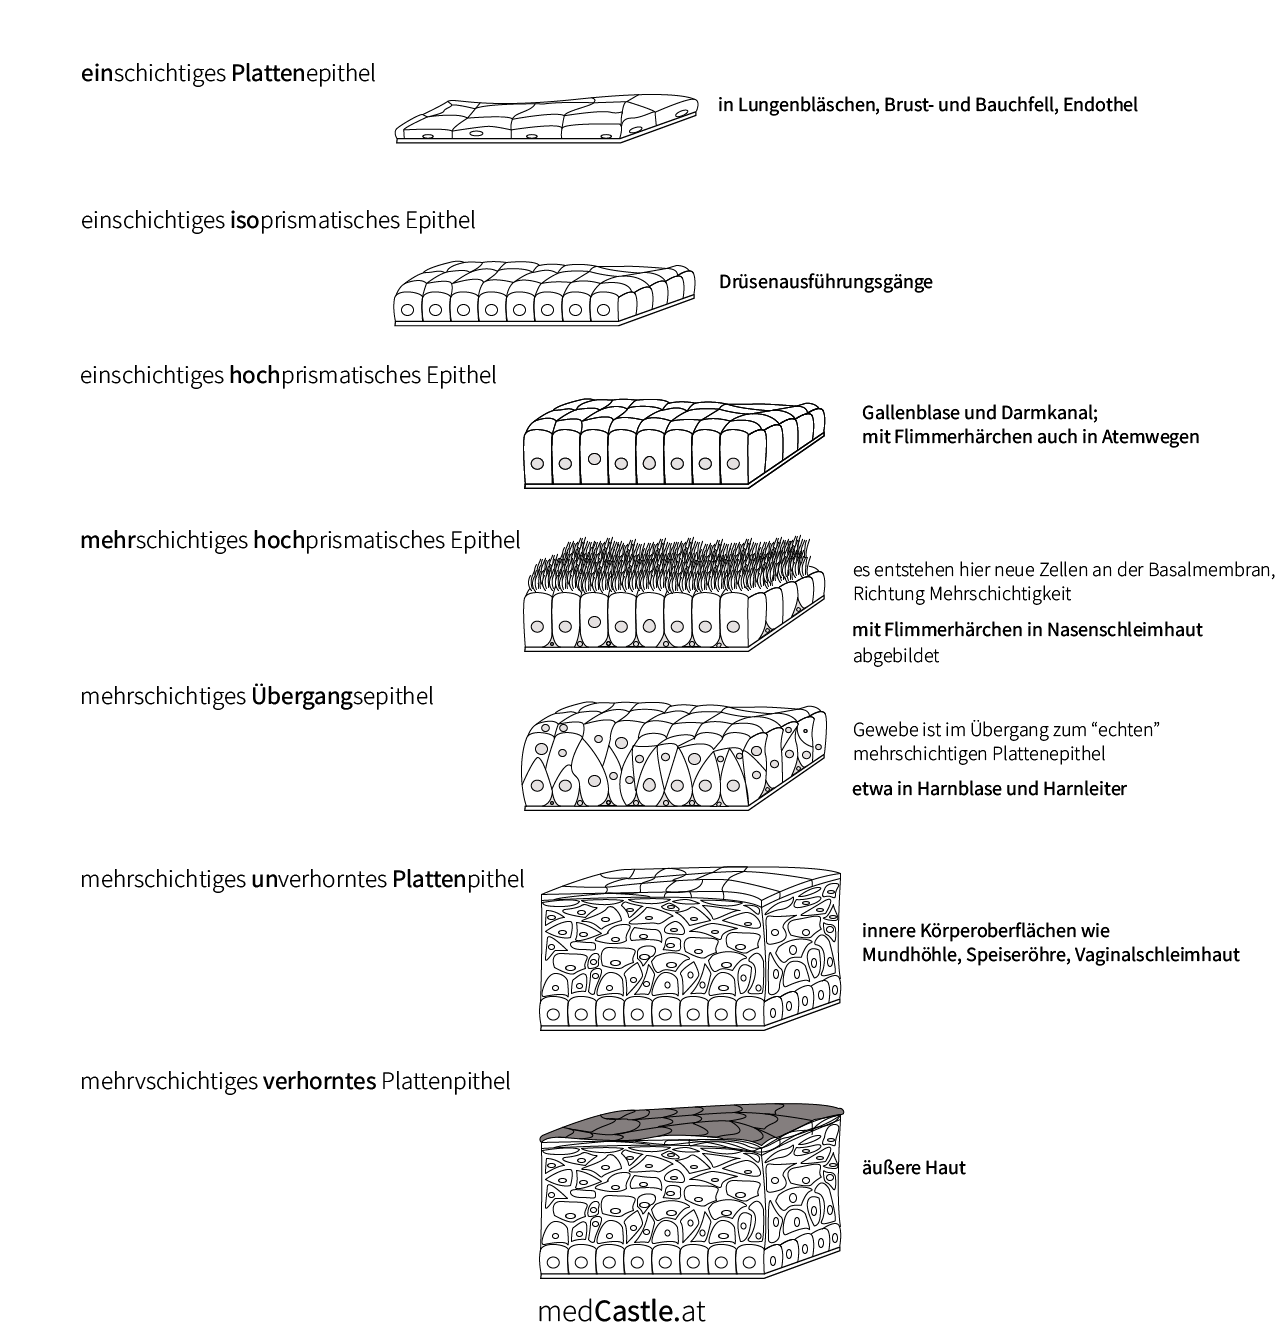 einschichtiges Plattenepithel
in Lungenbläschen, Brust- und Bauchfell, Endothel
einschichtiges isoprismatisches Epithel
Drüsenausführungsgänge
einschichtiges hochprismatisches Epithel
Gallenblase und Darmkanal;
mit Flimmerhärchen auch in Atemwegen
mehrschichtiges hochprismatisches Epithel
es entstehen hier neue Zellen an der Basalmembran,
Richtung Mehrschichtigkeit
mit Flimmerhärchen in Nasenschleimhaut
abgebildet
mehrschichtiges Übergangsepithel
Gewebe ist im Übergang zum “echten”
mehrschichtigen Plattenepithel
etwa in Harnblase und Harnleiter
mehrschichtiges unverhorntes Plattenpithel
innere Körperoberflächen wie
Mundhöhle, Speiseröhre, Vaginalschleimhaut
mehrvschichtiges verhorntes Plattenpithel
äußere Haut
medCastle.at